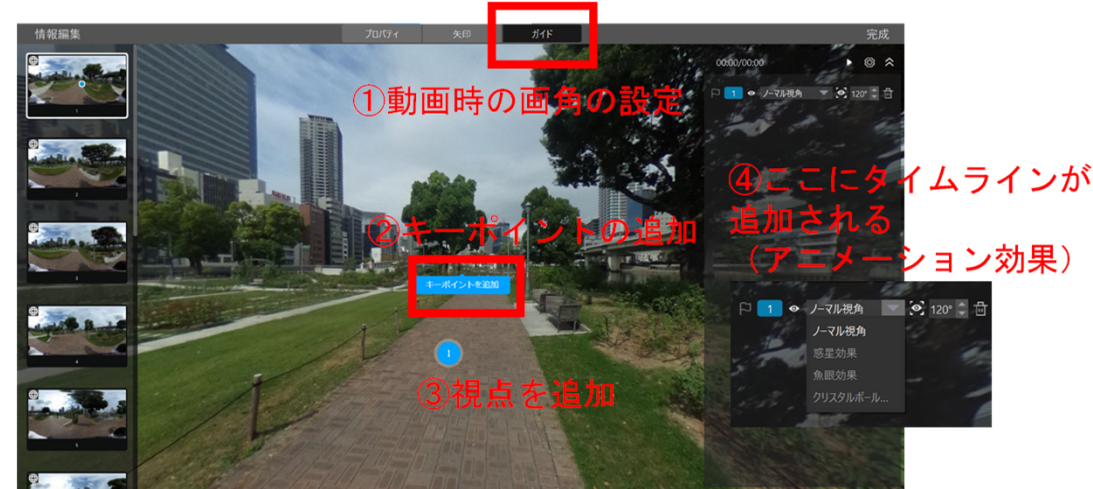 情報編集
プロパティ
矢印
ガイド
完成
①動画時の画角の設定
00:00/00:00
1
ノーマル視角
120°
②キーポイントの追加
キーポイントを追加
1
③視点を追加
④ここにタイムラインが
追加される
（アニメーション効果）
1
ノーマル視角
120°
ノーマル視角
惑星効果
魚眼効果
クリスタルボール...
1
2
3
4
5